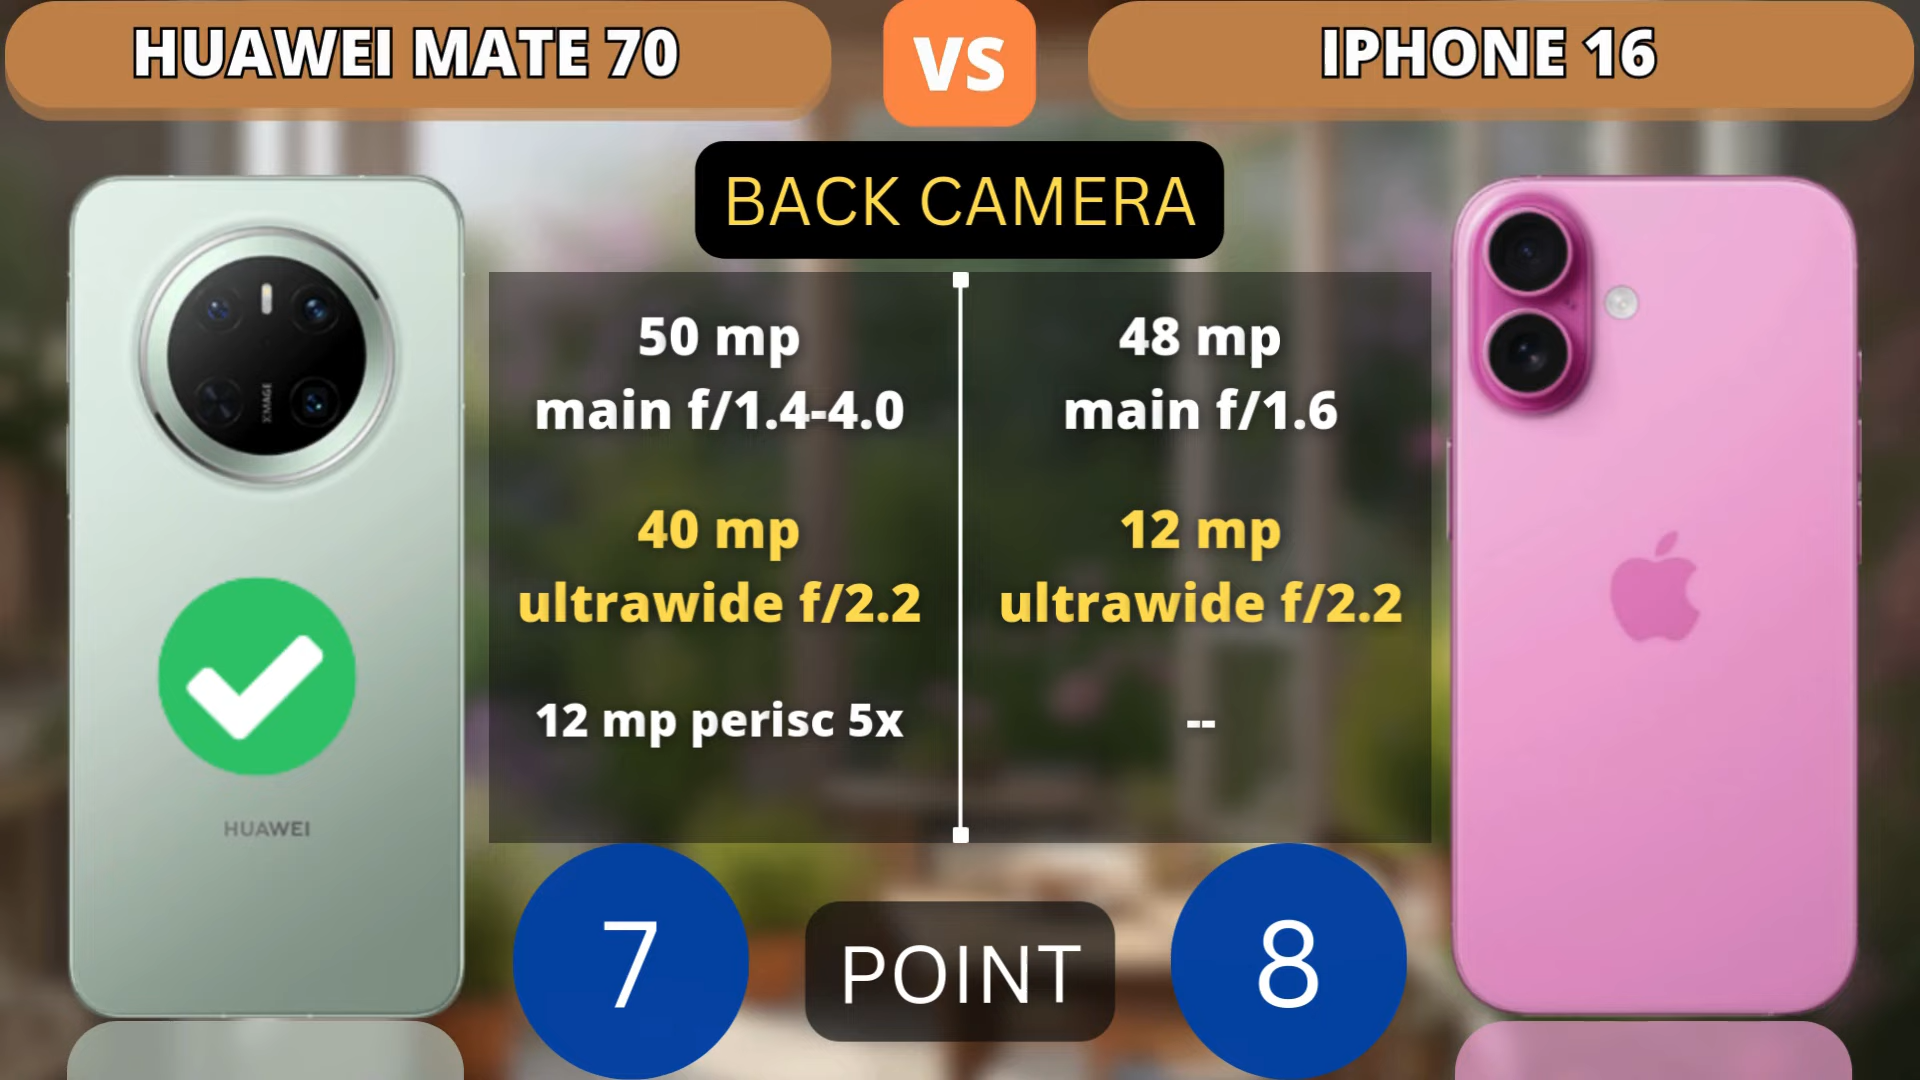 HUAWEI MATE 70
VS
IPHONE 16
BACK CAMERA
50 mp
main f/1.4-4.0
40 mp
ultrawide f/2.2
12 mp perisc 5x
48 mp
main f/1.6
12 mp
ultrawide f/2.2
--
XMAGE
HUAWEI
7
POINT
8